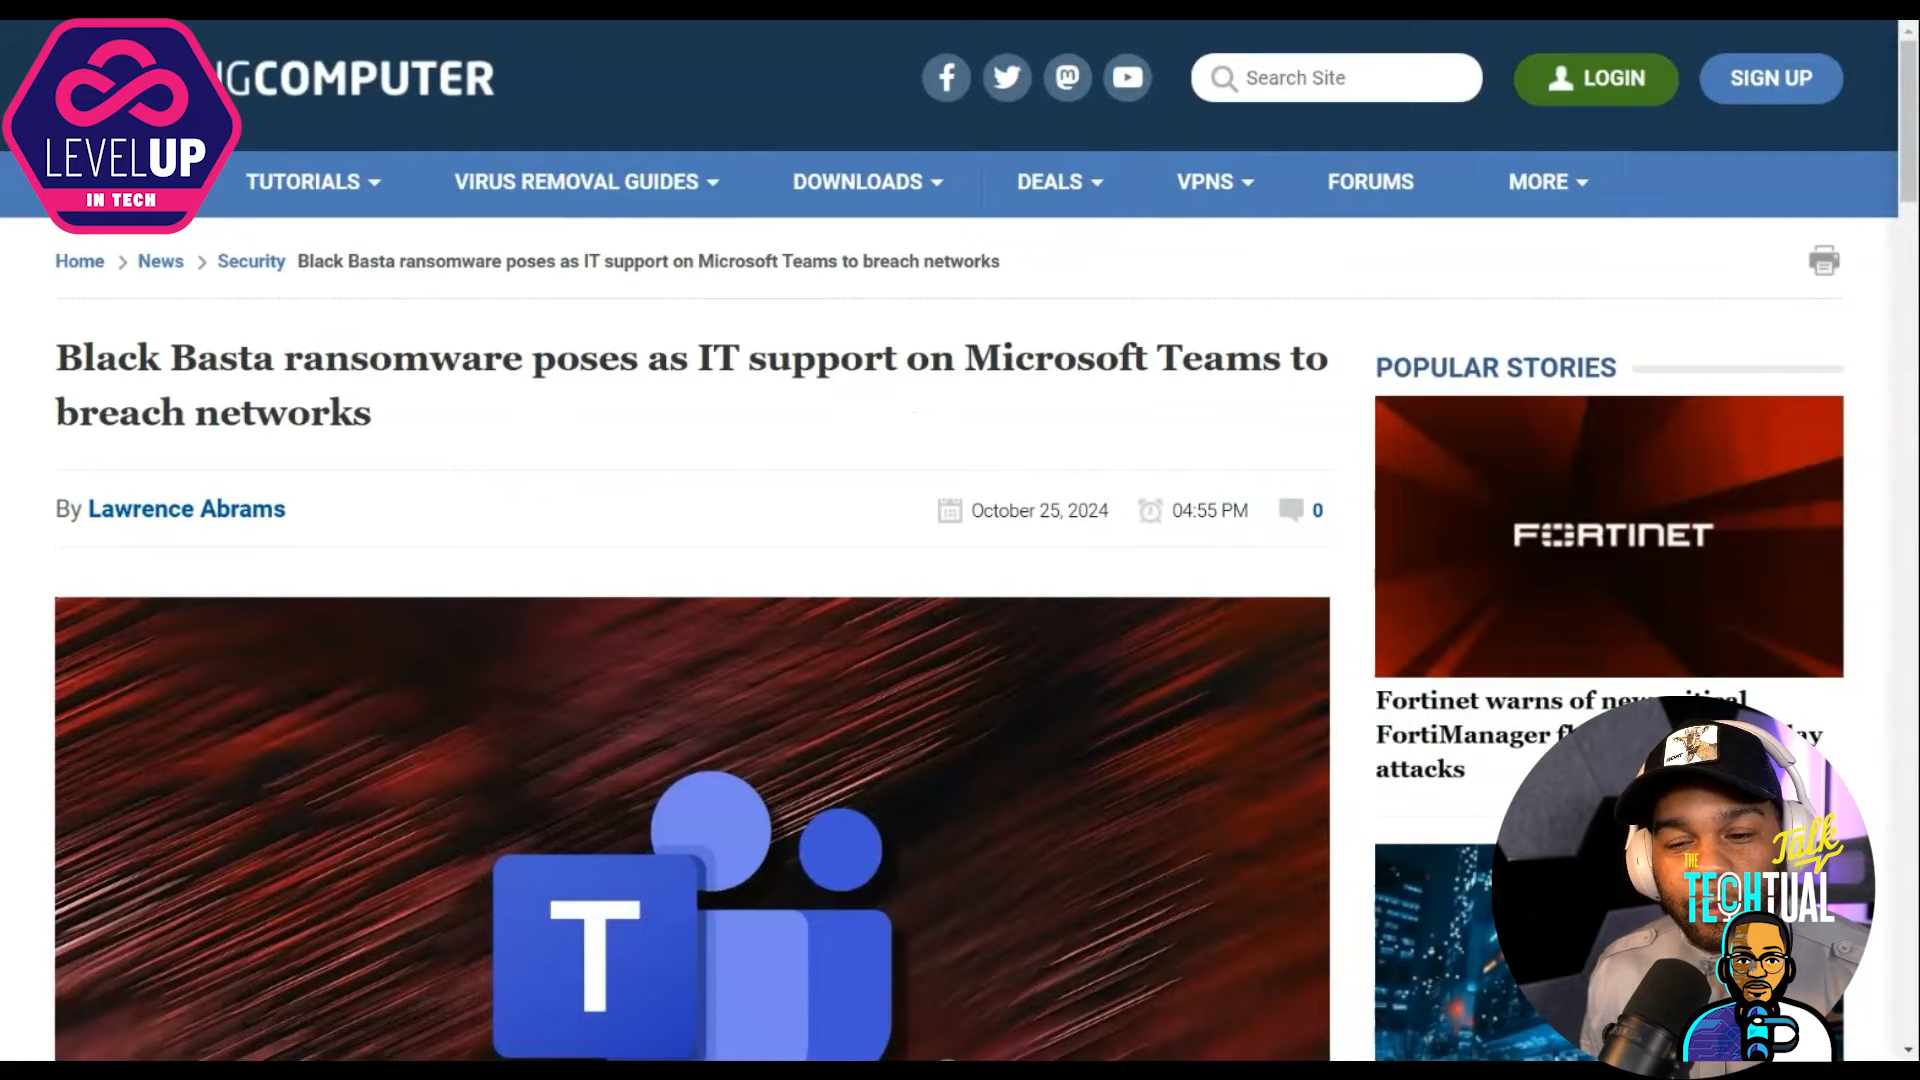 LEVELUP
IN TECH
GCOMPUTER
Search Site
LOGIN
SIGN UP
TUTORIALS
VIRUS REMOVAL GUIDES
DOWNLOADS
DEALS
VPNS
FORUMS
MORE
Home > News > Security Black Basta ransomware poses as IT support on Microsoft Teams to breach networks
Black Basta ransomware poses as IT support on Microsoft Teams to
breach networks
By Lawrence Abrams
October 25, 2024 04:55 PM 0
T
POPULAR STORIES
FORTINET
Fortinet warns of new
FortiManager
attacks
GOAT
THE Talk
TECHTUAL